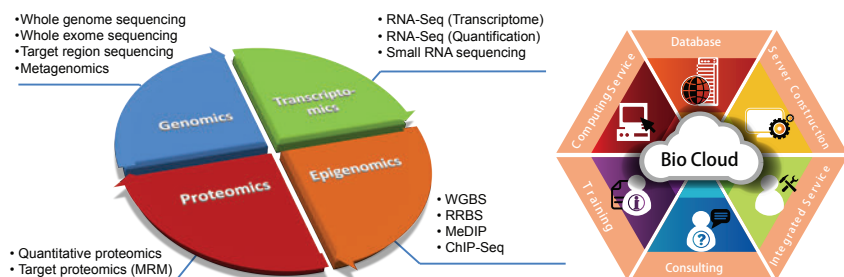 •Whole genome sequencing
•Whole exome sequencing
•Target region sequencing
•Metagenomics
• RNA-Seq (Transcriptome)
• RNA-Seq (Quantification)
• Small RNA sequencing
Genomics
Transcripto-
mics
Proteomics
Epigenomics
• WGBS
• RRBS
• MeDIP
• ChIP-Seq
• Quantitative proteomics
• Target proteomics (MRM)
Database
Computing Service
Server Construction
Bio Cloud
Training
Integrated Service
Consulting